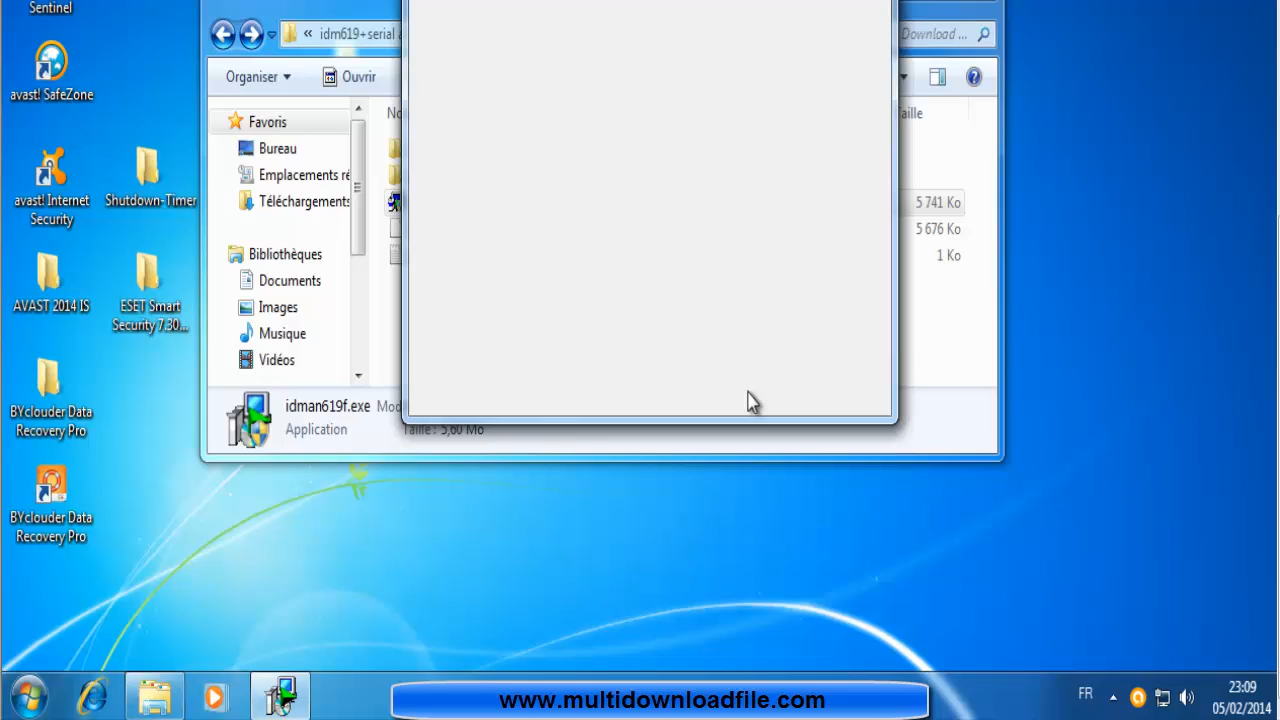 Sentinel
avast! SafeZone
avast! Internet
Security
Shutdown-Timer
AVAST 2014 IS
ESET Smart
Security 7.30...
BYclouder Data
Recovery Pro
BYclouder Data
Recovery Pro
« idm619+serial a
Download ...
Organiser
Ouvrir
Favoris
Bureau
Emplacements ré
Téléchargements
Bibliothèques
Documents
Images
Musique
Vidéos
No
Taille
5 741 Ko
5 676 Ko
1 Ko
idman619f.exe Mod
Application Taille : 5,60 Mo
www.multidownloadfile.com
FR
23:09
05/02/2014